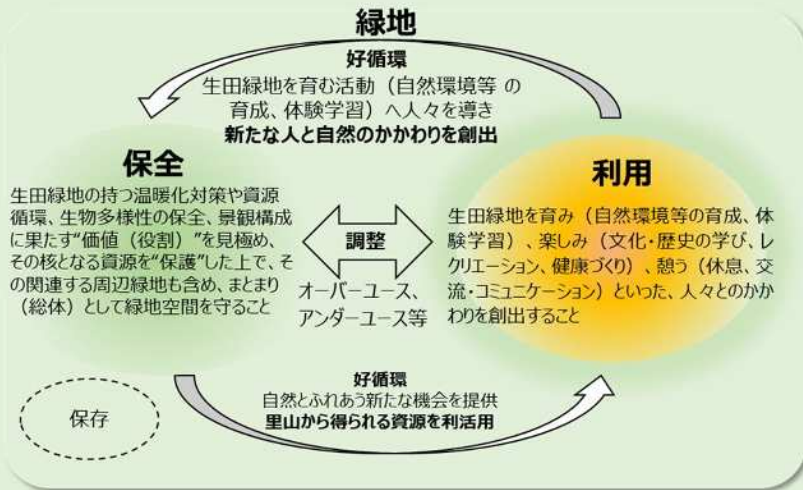 緑地
好循環
生田緑地を育む活動（自然環境等の
育成、体験学習）へ人々を導き
新たな人と自然のかかわりを創出
保全
生田緑地の持つ温暖化対策や資源
循環、生物多様性の保全、景観構成
に果たす“価値（役割）”を見極め、
その核となる資源を“保護”した上で、そ
の関連する周辺緑地も含め、まとまり
（総体）として緑地空間を守ること
調整
オーバーユース、
アンダーユース等
利用
生田緑地を育み（自然環境等の育成、体
験学習）、楽しみ（文化・歴史の学び、レ
クリエーション、健康づくり）、憩う（休息、交
流・コミュニケーション）といった、人々とのかか
わりを創出すること
保存
好循環
自然とふれあう新たな機会を提供
里山から得られる資源を利活用